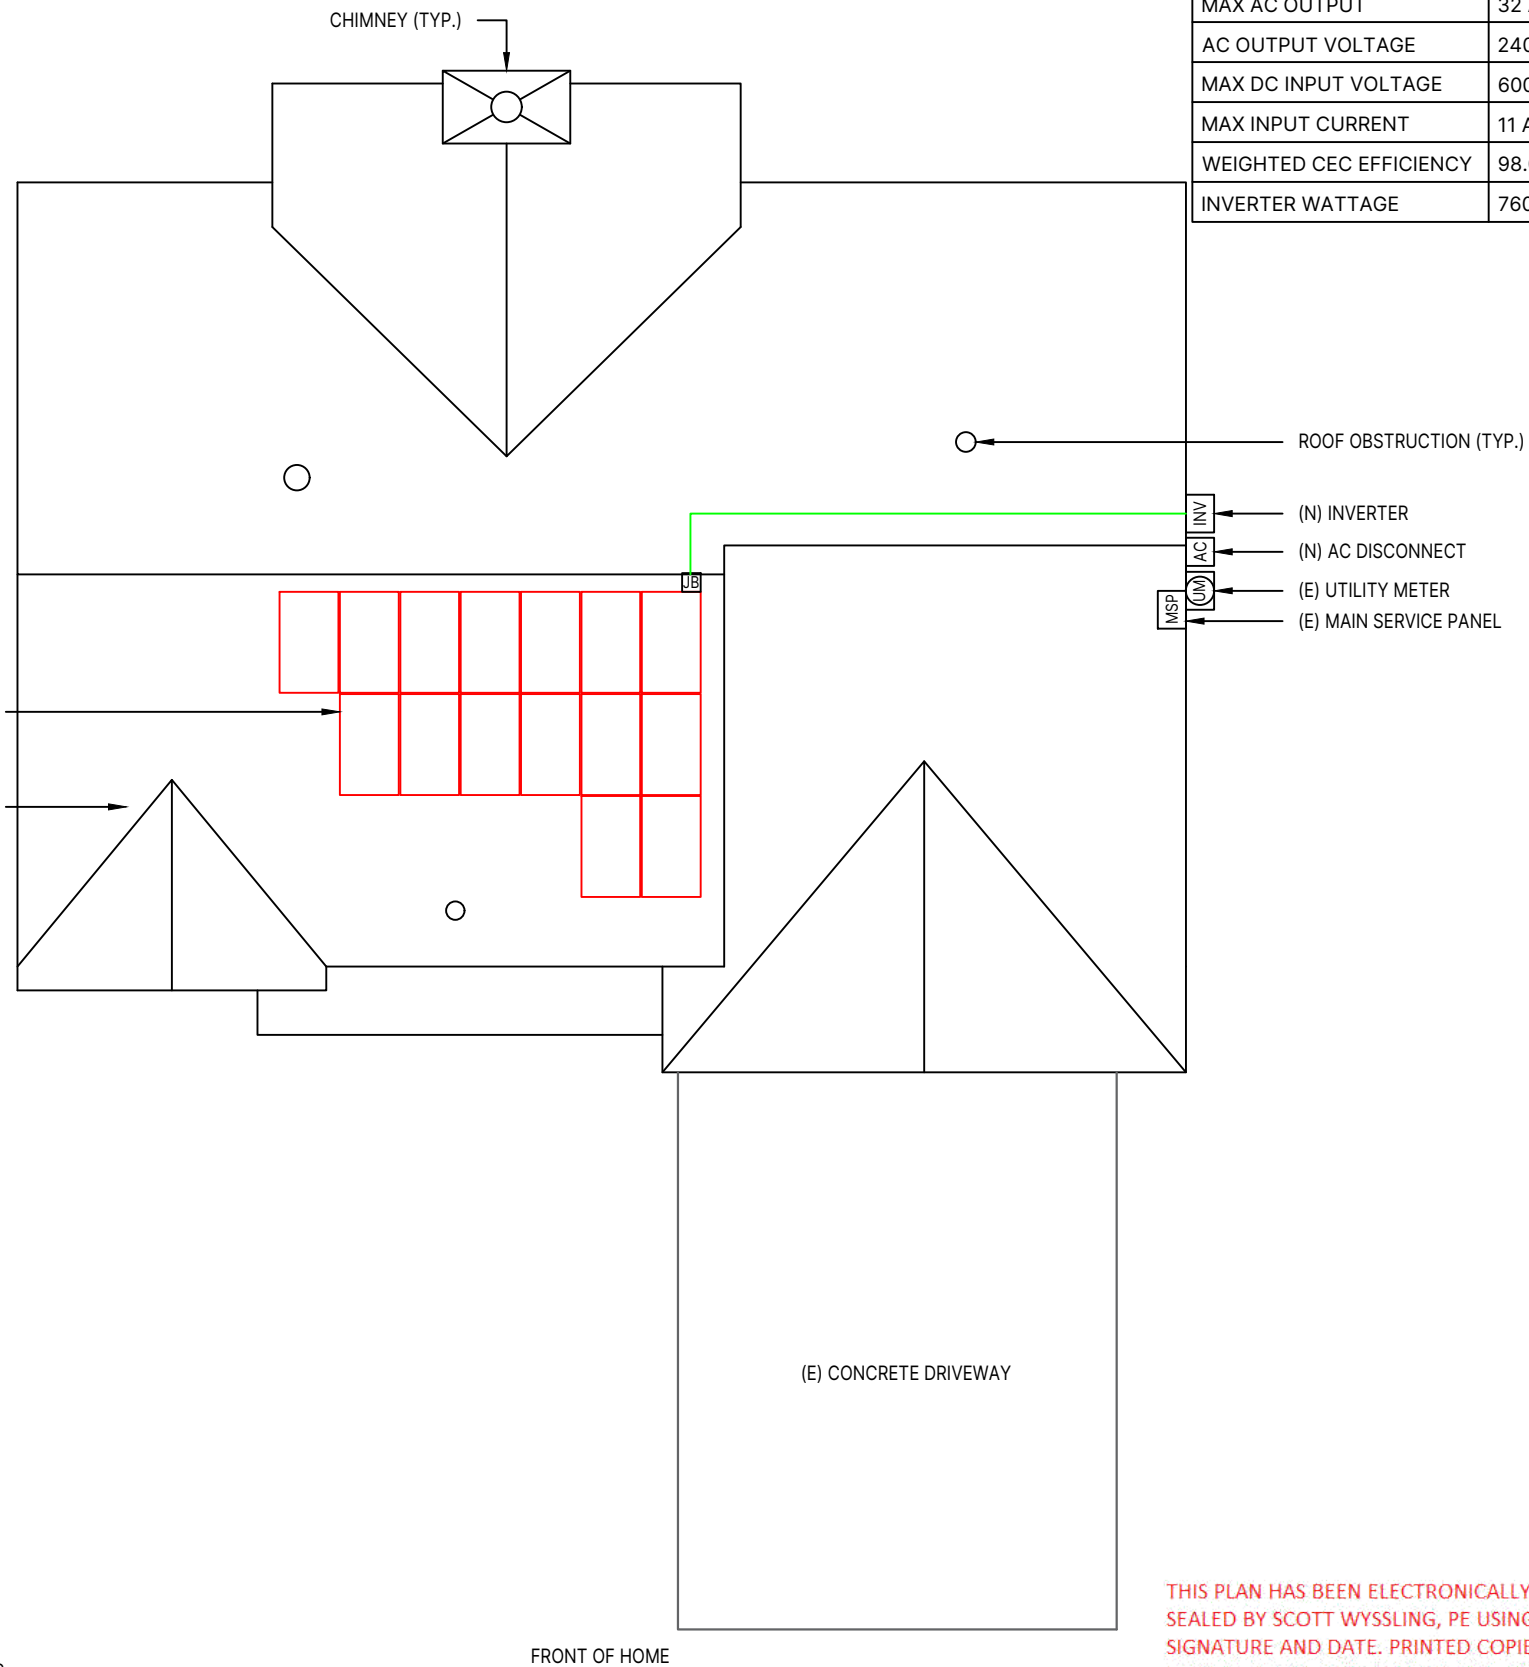 CHIMNEY (TYP.)
MAX AC OUTPUT 32
AC OUTPUT VOLTAGE 240
MAX DC INPUT VOLTAGE 600
MAX INPUT CURRENT 11 A
WEIGHTED CEC EFFICIENCY 98.
INVERTER WATTAGE 760
ROOF OBSTRUCTION (TYP.)
INV
(N) INVERTER
AC
(N) AC DISCONNECT
JB
UM
(E) UTILITY METER
MSP
(E) MAIN SERVICE PANEL
(E) CONCRETE DRIVEWAY
THIS PLAN HAS BEEN ELECTRONICALLY
SEALED BY SCOTT WYSSLING, PE USING
SIGNATURE AND DATE. PRINTED COPIE
FRONT OF HOME